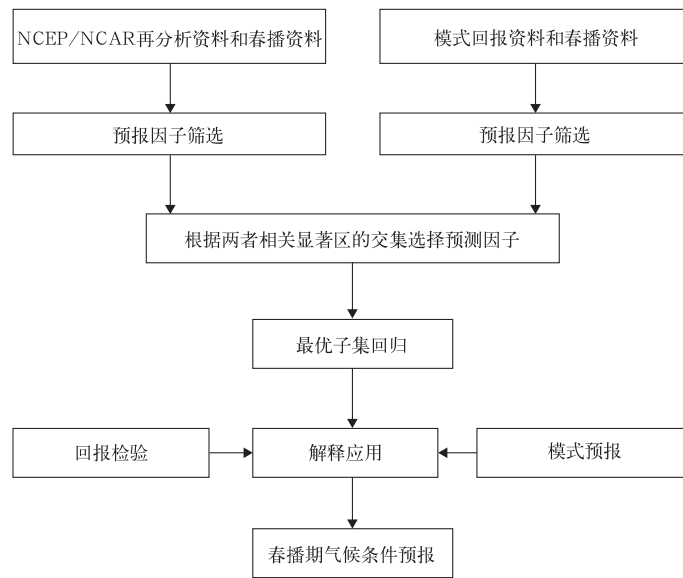 NCEP/NCAR再分析资料和春播资料
模式回报资料和春播资料
预报因子筛选
预报因子筛选
根据两者相关显著区的交集选择预测因子
最优子集回归
回报检验
解释应用
模式预报
春播期气候条件预报